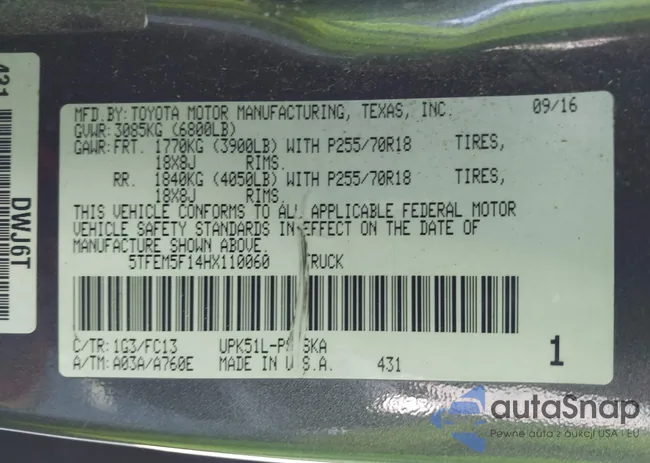 MFD.BY: TOYOTA MOTOR MANUFACTURING, TEXAS, INC. 09/16
GVWR: 3085KG (6800LB)
GAWR: FRT. 1770KG (3900LB) WITH P255/70R18 TIRES,
18X8J RIMS.
RR. 1840KG (4050LB) WITH P255/70R18 TIRES,
18X8J RIMS.
THIS VEHICLE CONFORMS TO ALL APPLICABLE FEDERAL MOTOR
VEHICLE SAFETY STANDARDS IN EFFECT ON THE DATE OF
MANUFACTURE SHOWN ABOVE.
5TFEM5F14HX110060 TRUCK
C/TR: 1G3/FC13 UPK51L-PSSKA
A/TM: A03A/A760E MADE IN U.S.A. 431
1
DWJ6T
431
autaSnap
Pewne auta z aukcji USA i EU